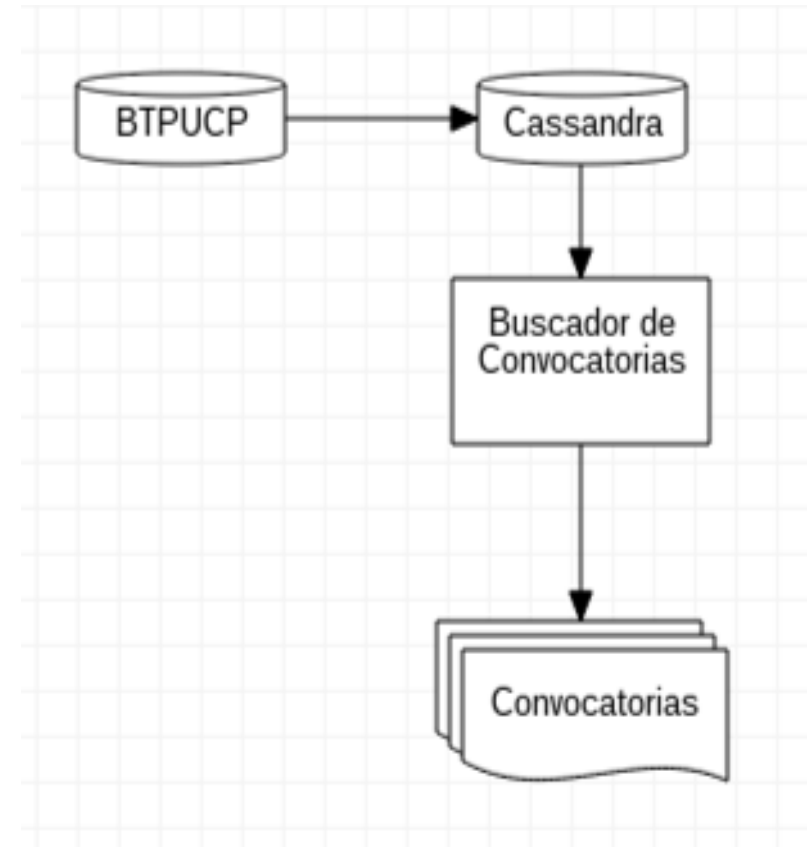 BTPUCP
Cassandra
Buscador de
Convocatorias
Convocatorias